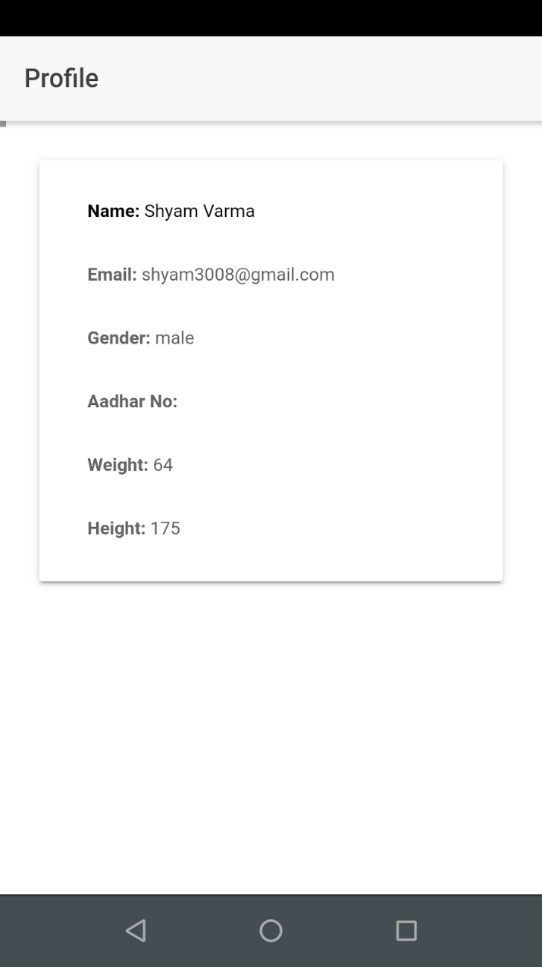 Profile
Name: Shyam Varma
Email: shyam3008@gmail.com
Gender: male
Aadhar No:
Weight: 64
Height: 175